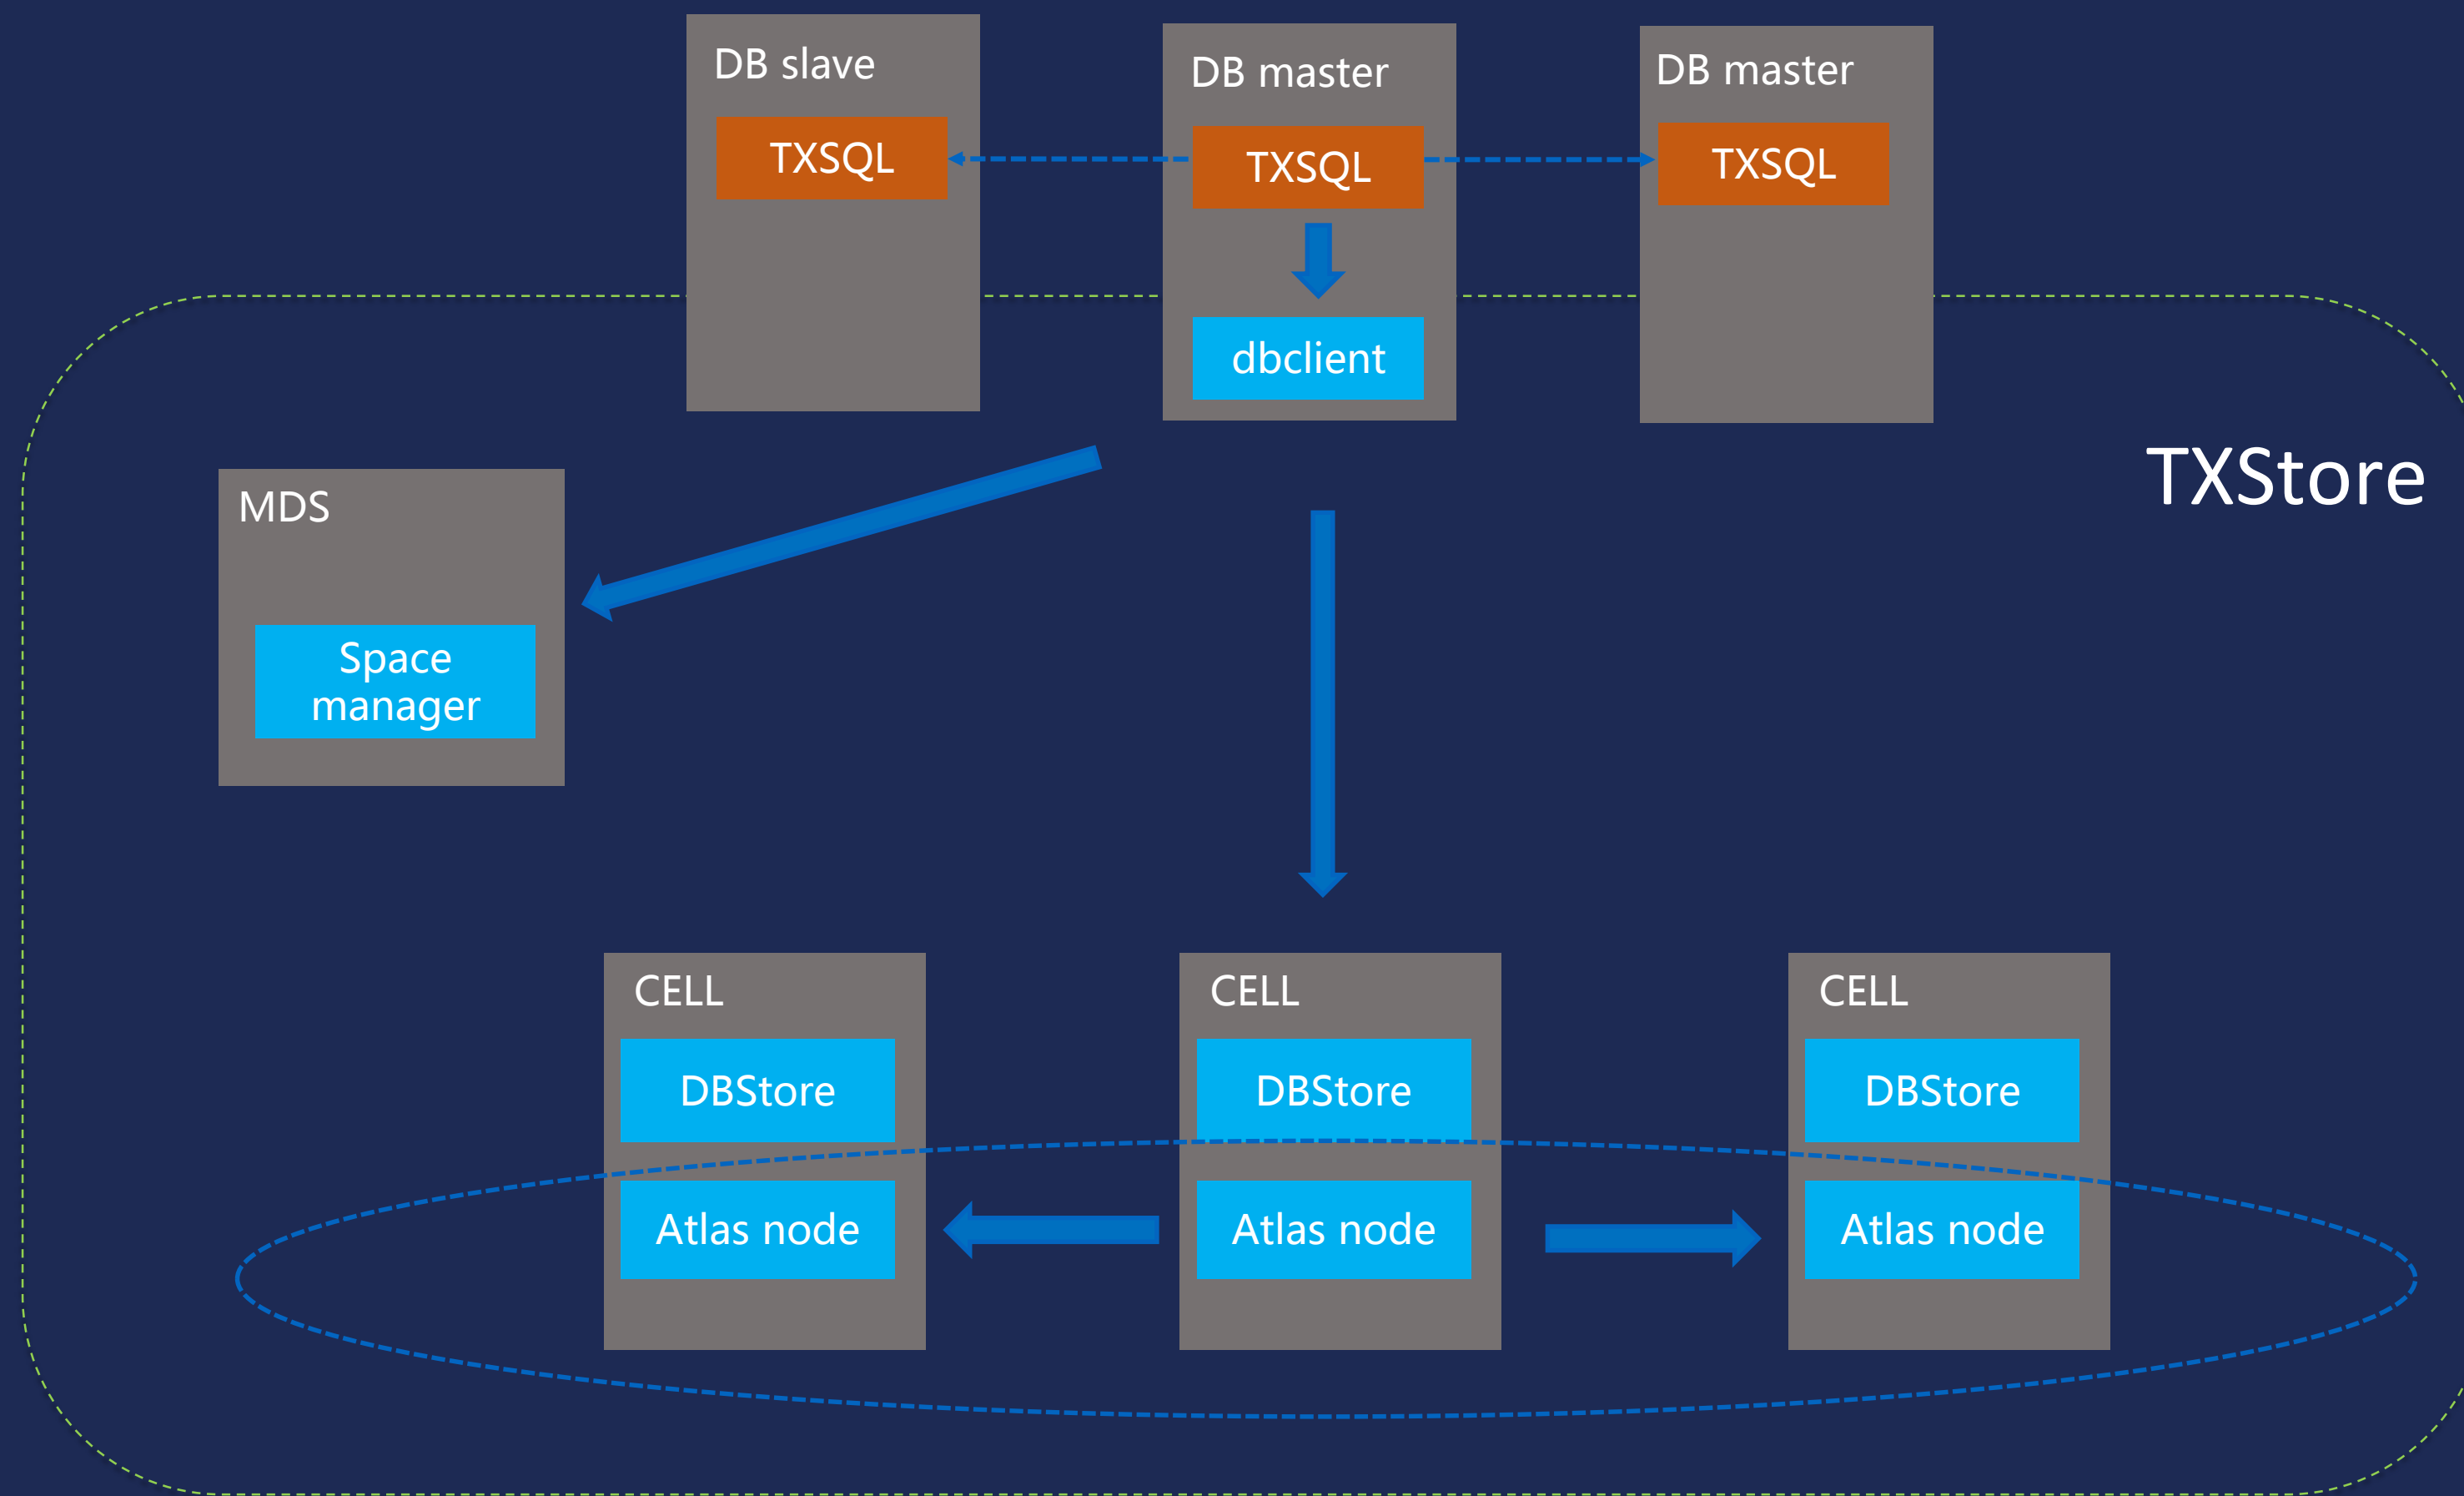 DB slave
TXSQL
DB master
TXSQL
dbclient
DB master
TXSQL
TXStore
MDS
Space
manager
CELL
DBStore
Atlas node
CELL
DBStore
Atlas node
CELL
DBStore
Atlas node